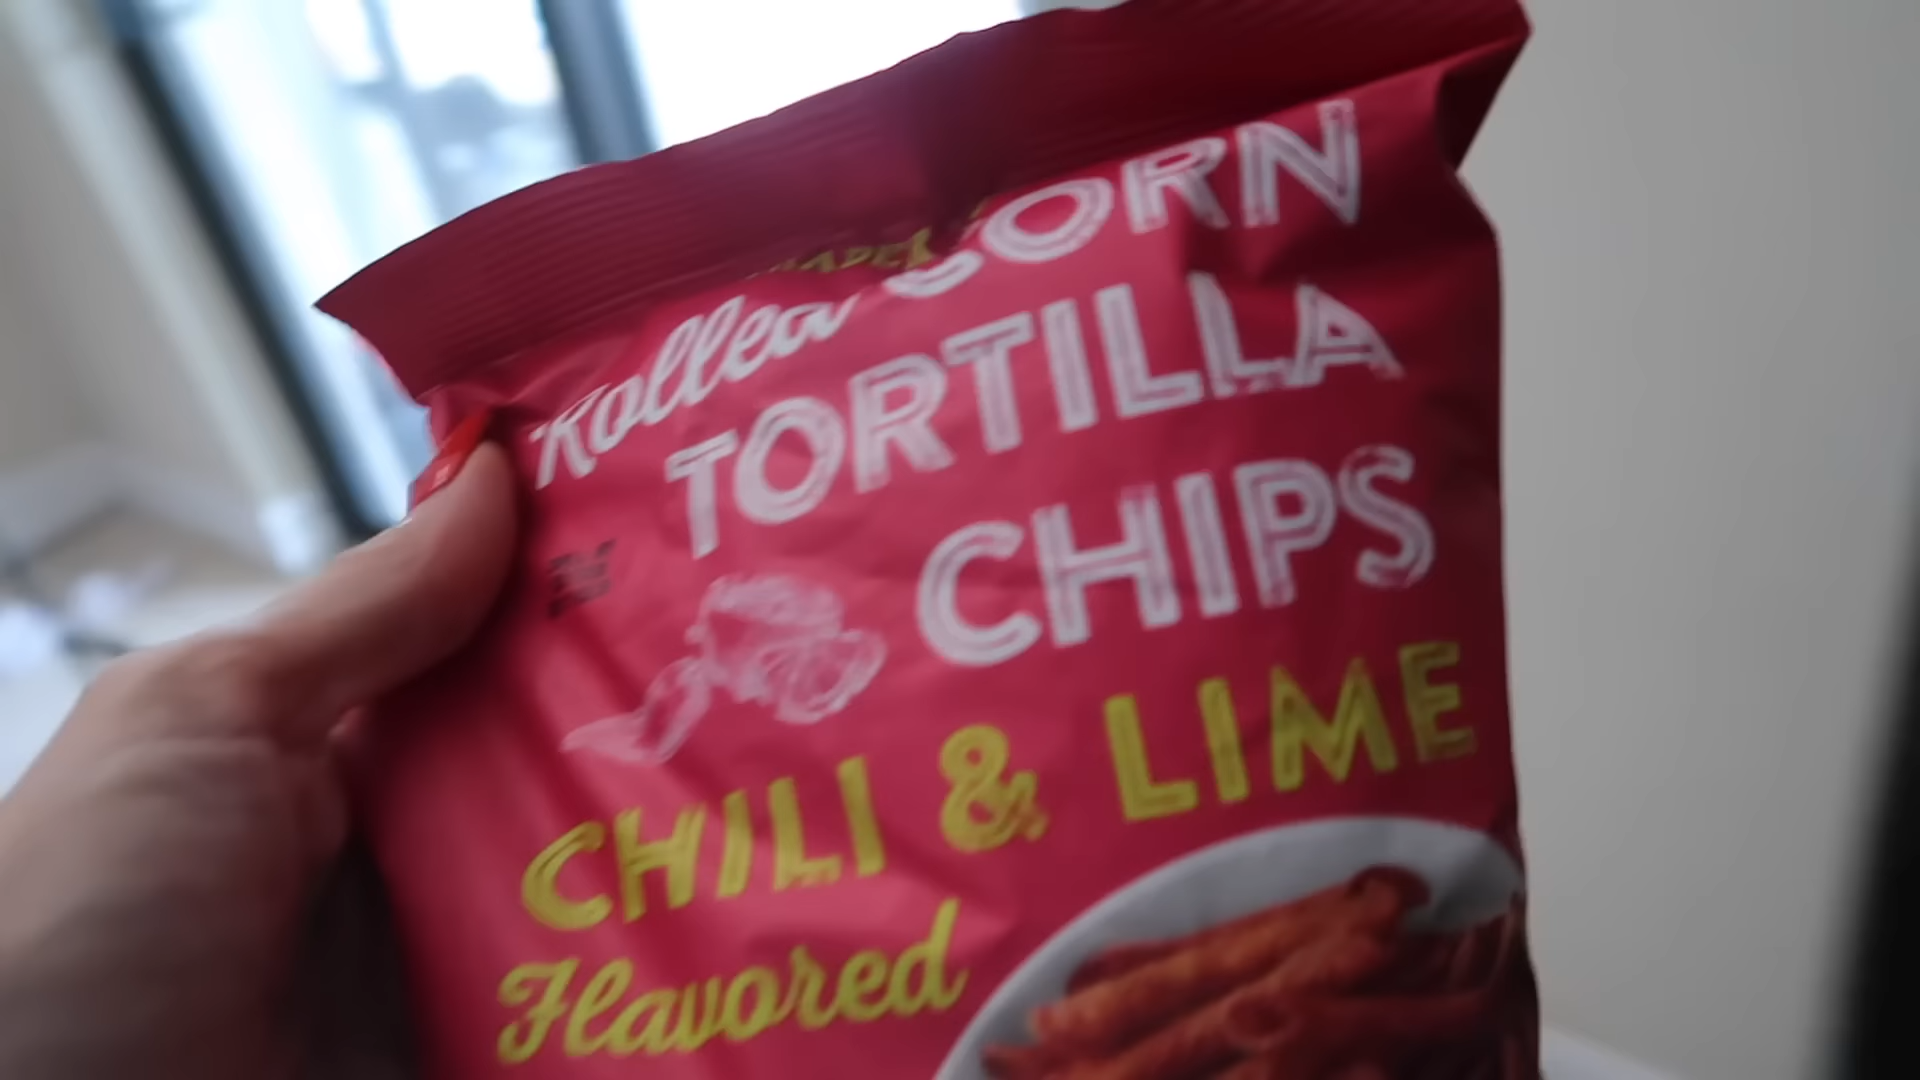 Rolled CORN
TORTILLA
CHIPS
CHILI & LIME
Flavored